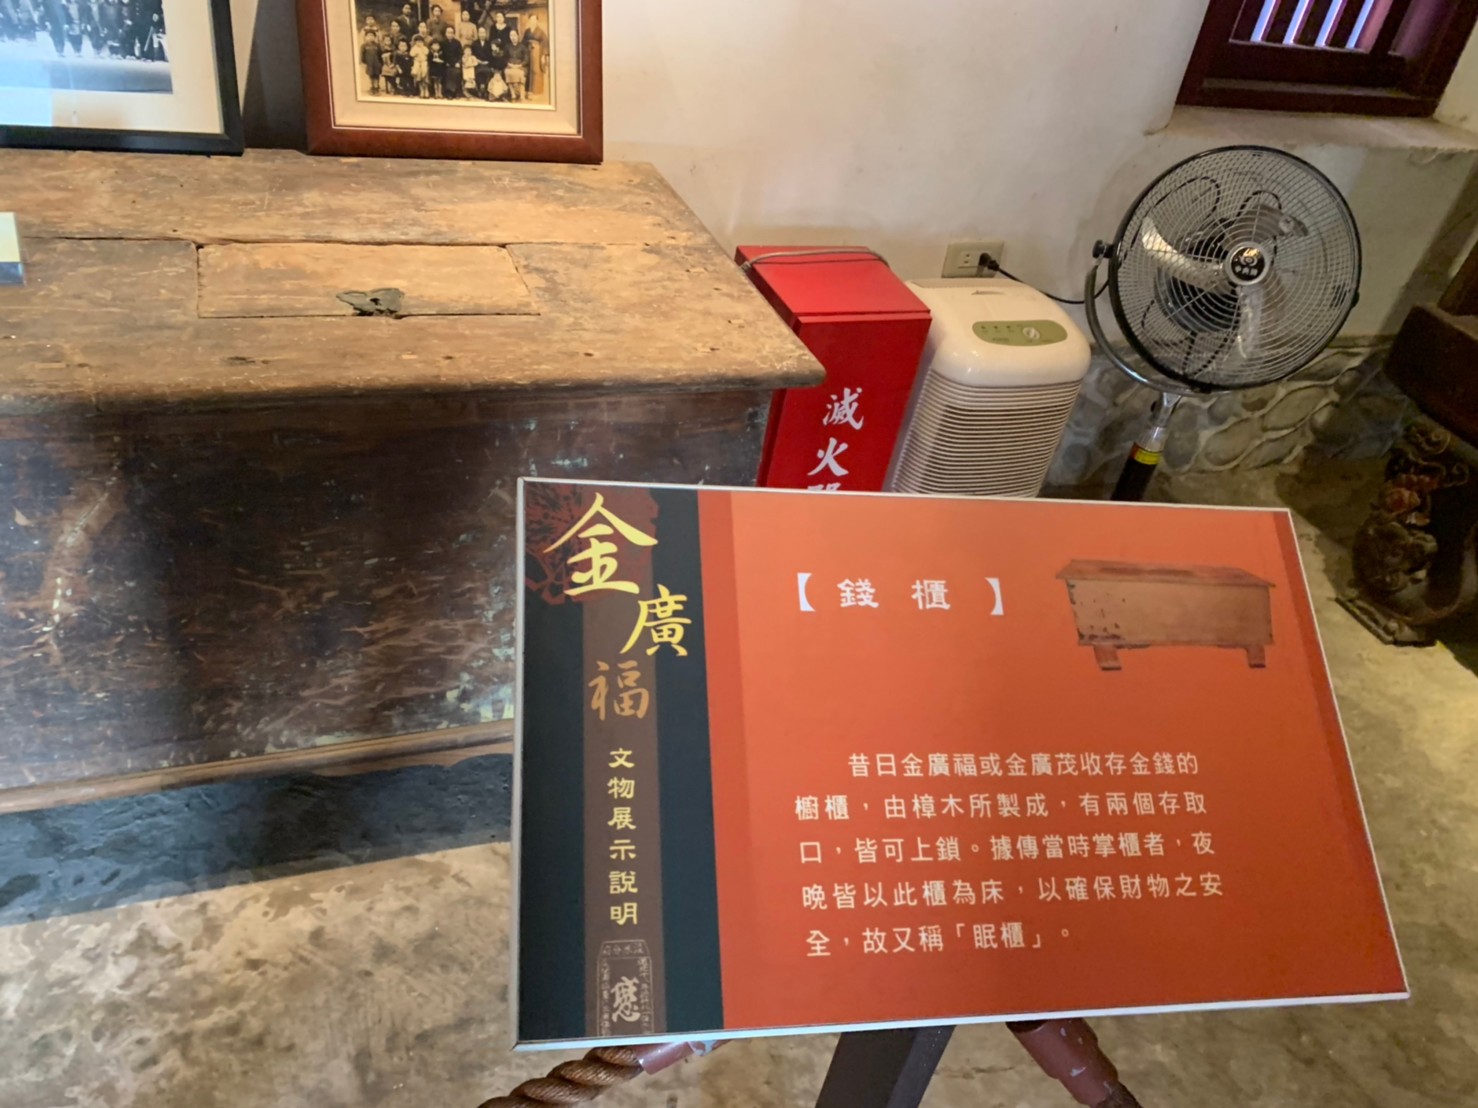 滅火
金廣福
文物展示說明
【錢櫃】
昔日金廣福或金廣茂收存金錢的
櫥櫃，由樟木所製成，有兩個存取
口，皆可上鎖。據傳當時掌櫃者，夜
晚皆以此櫃為床，以確保財物之安
全，故又稱「眠櫃」。